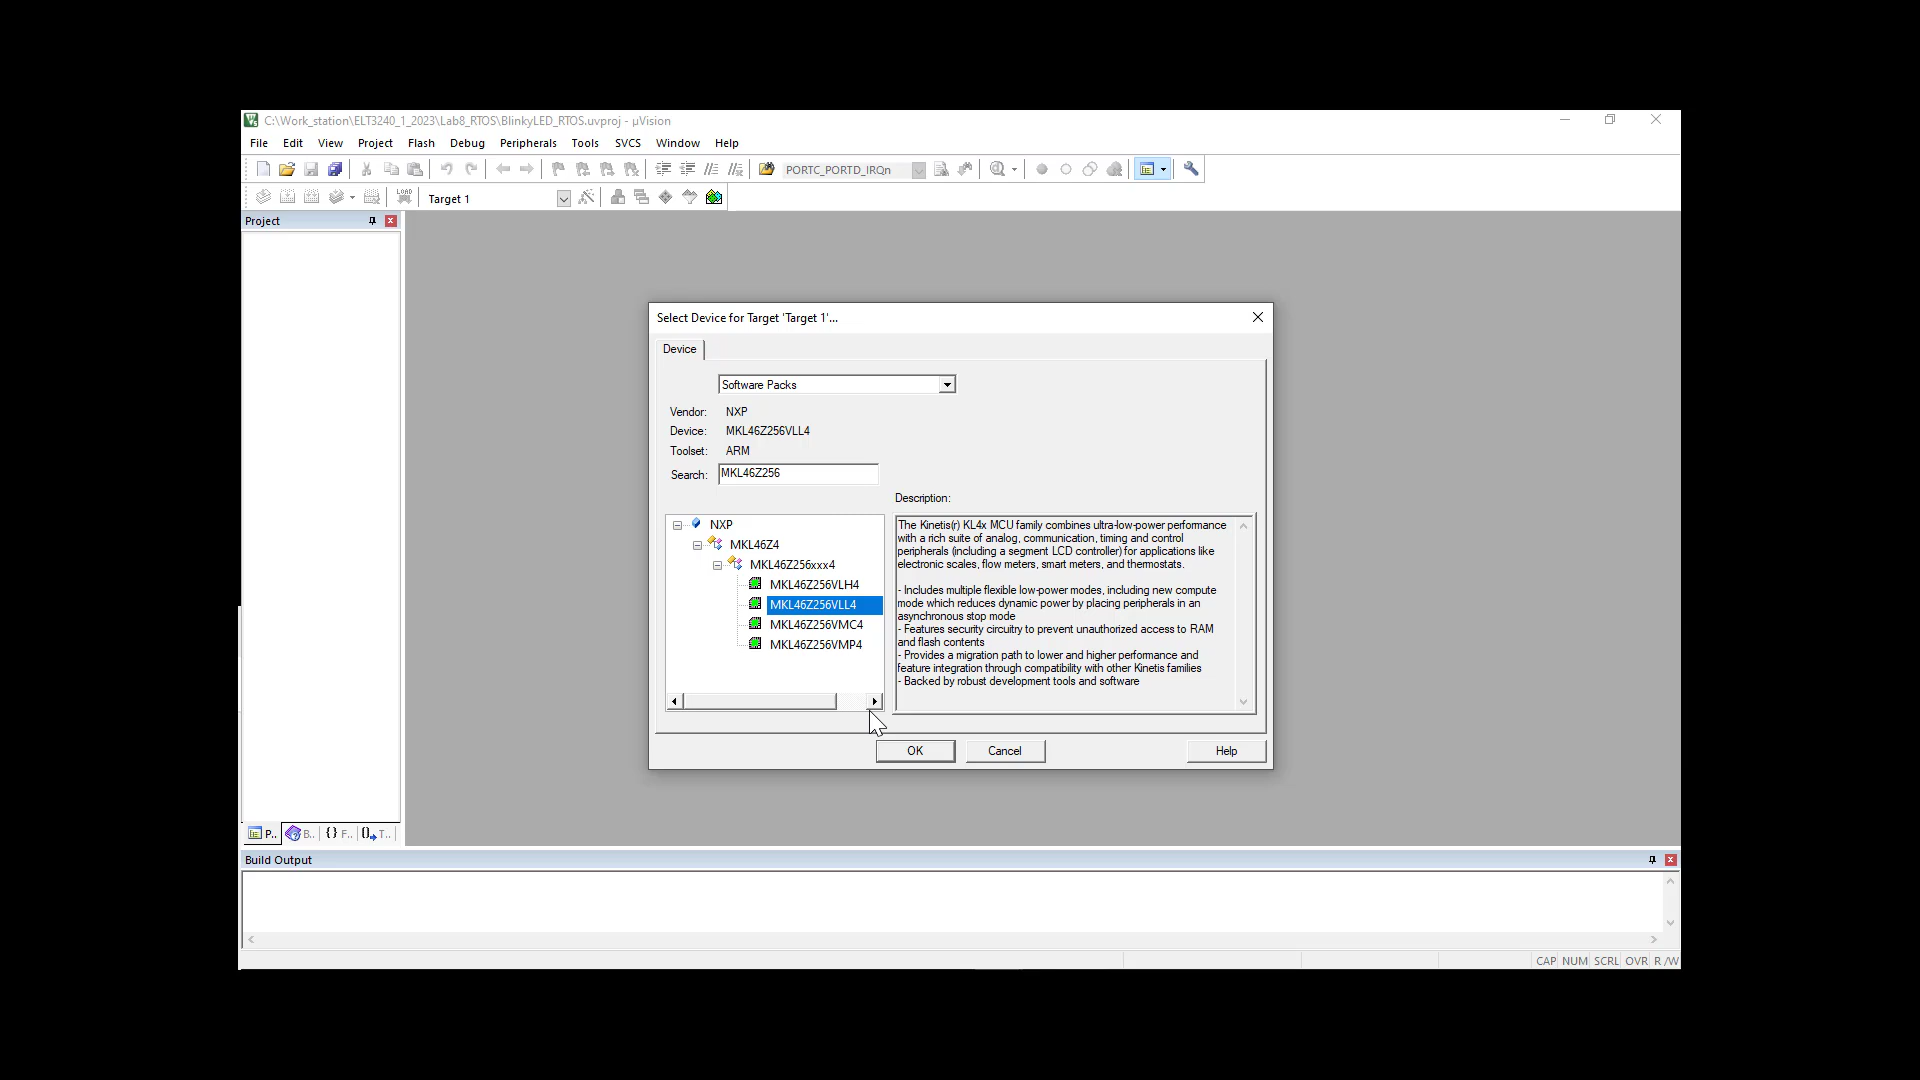 C:\Work_station\ELT3240_1_2023\Lab8_RTOS\BlinkyLED_RTOS.uvproj - µVision
File Edit View Project Flash Debug Tools Peripherals Tools SVCS Window Help
PORTC_PORTD_IRQn
LOAD
Target 1
Project
Select Device for Target 'Target 1'...
Device
Software Packs
Vendor: NXP
Device: MKL46Z256VLL4
Toolset: ARM
Search: MKL46Z256
Description:
NXP
MKL46Z4
MKL46Z256xxx4
MKL46Z256VLH4
MKL46Z256VLL4
MKL46Z256VMC4
MKL46Z256VMP4
The Kinetis(r) KL4x MCU family combines ultra-low-power performance
with a rich suite of analog, communication, timing and control
peripherals (including a segment LCD controller) for applications like
electronic scales, flow meters, smart meters, and thermostats.
- Includes multiple flexible low-power modes, including new compute
mode which reduces dynamic power by placing peripherals in an
asynchronous stop mode
- Features security circuitry to prevent unauthorized access to RAM
and flash contents
- Provides a migration path to lower and higher performance and
feature integration through compatibility with other Kinetis families
- Backed by robust development tools and software
OK Cancel Help
P.. B.. {} F.. T..
Build Output
CAP NUM SCRL OVR R/W